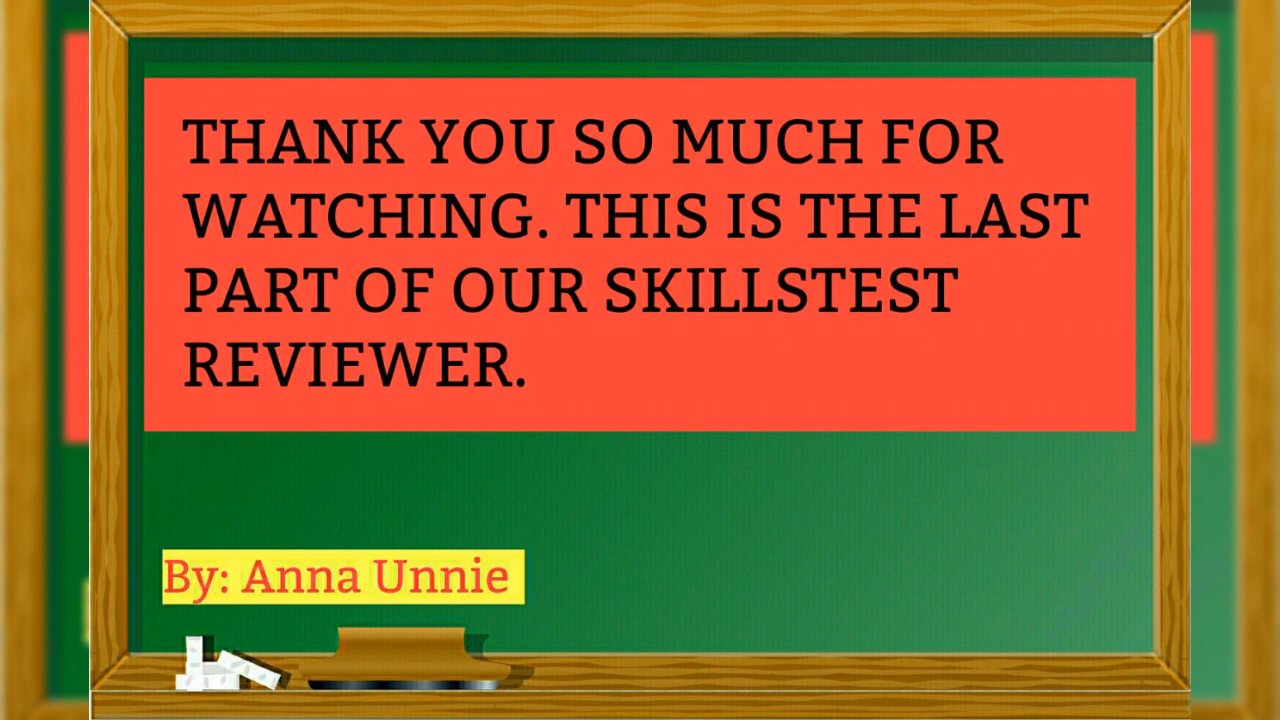 THANK YOU SO MUCH FOR
WATCHING. THIS IS THE LAST
PART OF OUR SKILLSTEST
REVIEWER.
By: Anna Unnie